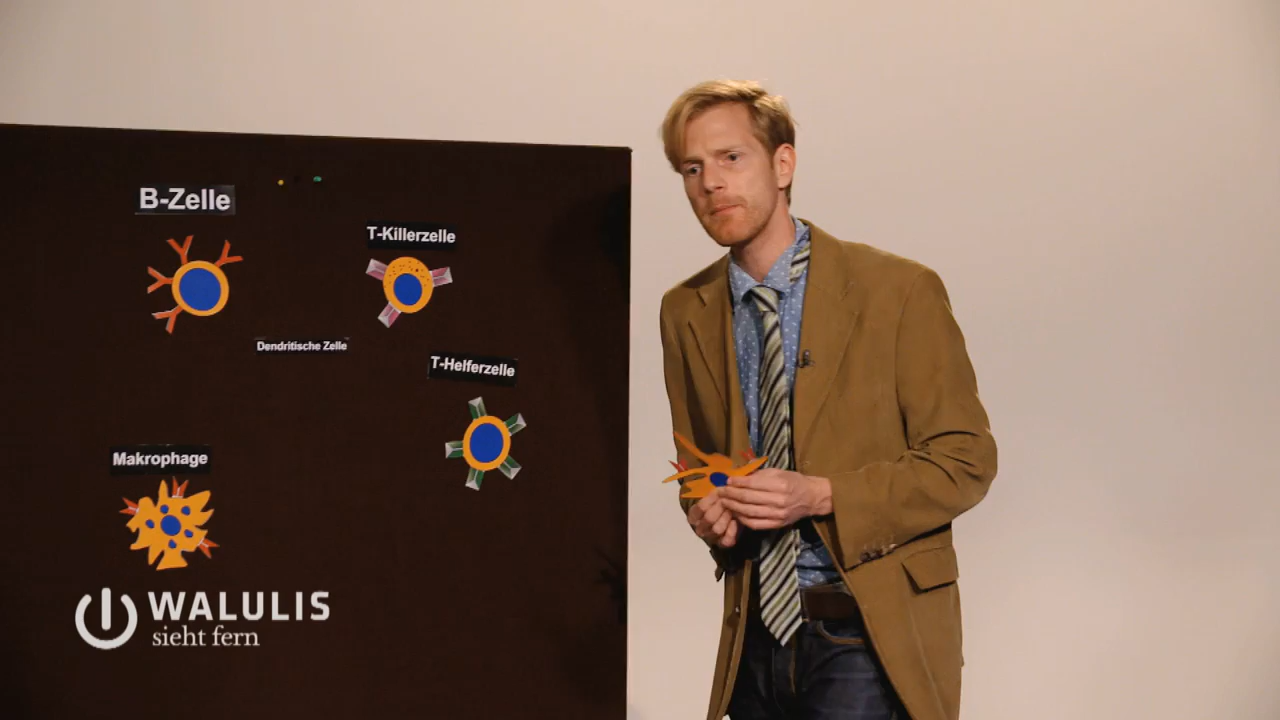 B-Zelle
T-Killerzelle
Dendritische Zelle
T-Helferzelle
Makrophage
WALULIS
sieht fern